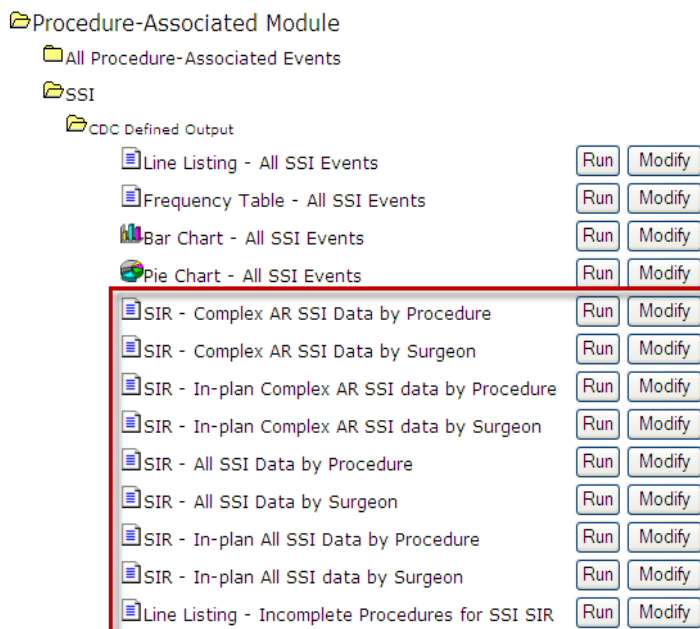 Procedure-Associated Module
All Procedure-Associated Events
SSI
CDC Defined Output
Line Listing - All SSI Events Run Modify
Frequency Table - All SSI Events Run Modify
Bar Chart - All SSI Events Run Modify
Pie Chart - All SSI Events Run Modify
SIR - Complex AR SSI Data by Procedure Run Modify
SIR - Complex AR SSI Data by Surgeon Run Modify
SIR - In-plan Complex AR SSI data by Procedure Run Modify
SIR - In-plan Complex AR SSI data by Surgeon Run Modify
SIR - All SSI Data by Procedure Run Modify
SIR - All SSI Data by Surgeon Run Modify
SIR - In-plan All SSI Data by Procedure Run Modify
SIR - In-plan All SSI data by Surgeon Run Modify
Line Listing - Incomplete Procedures for SSI SIR Run Modify